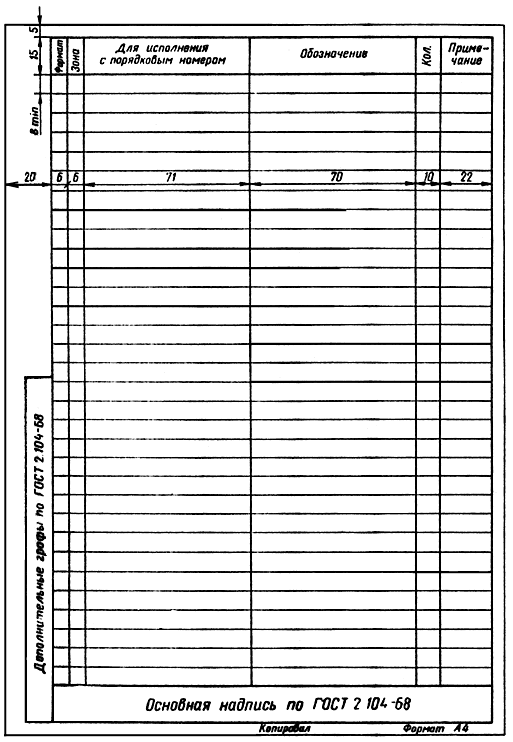 5
15
Формат
Зона
Для исполнения
с порядковым номером
Обозначение
Кол.
Приме-
чание
8 min
20
6
6
71
70
10
22
Дополнительные графы по ГОСТ 2.104-68
Основная надпись по ГОСТ 2 104-68
Копировал
Формат А4